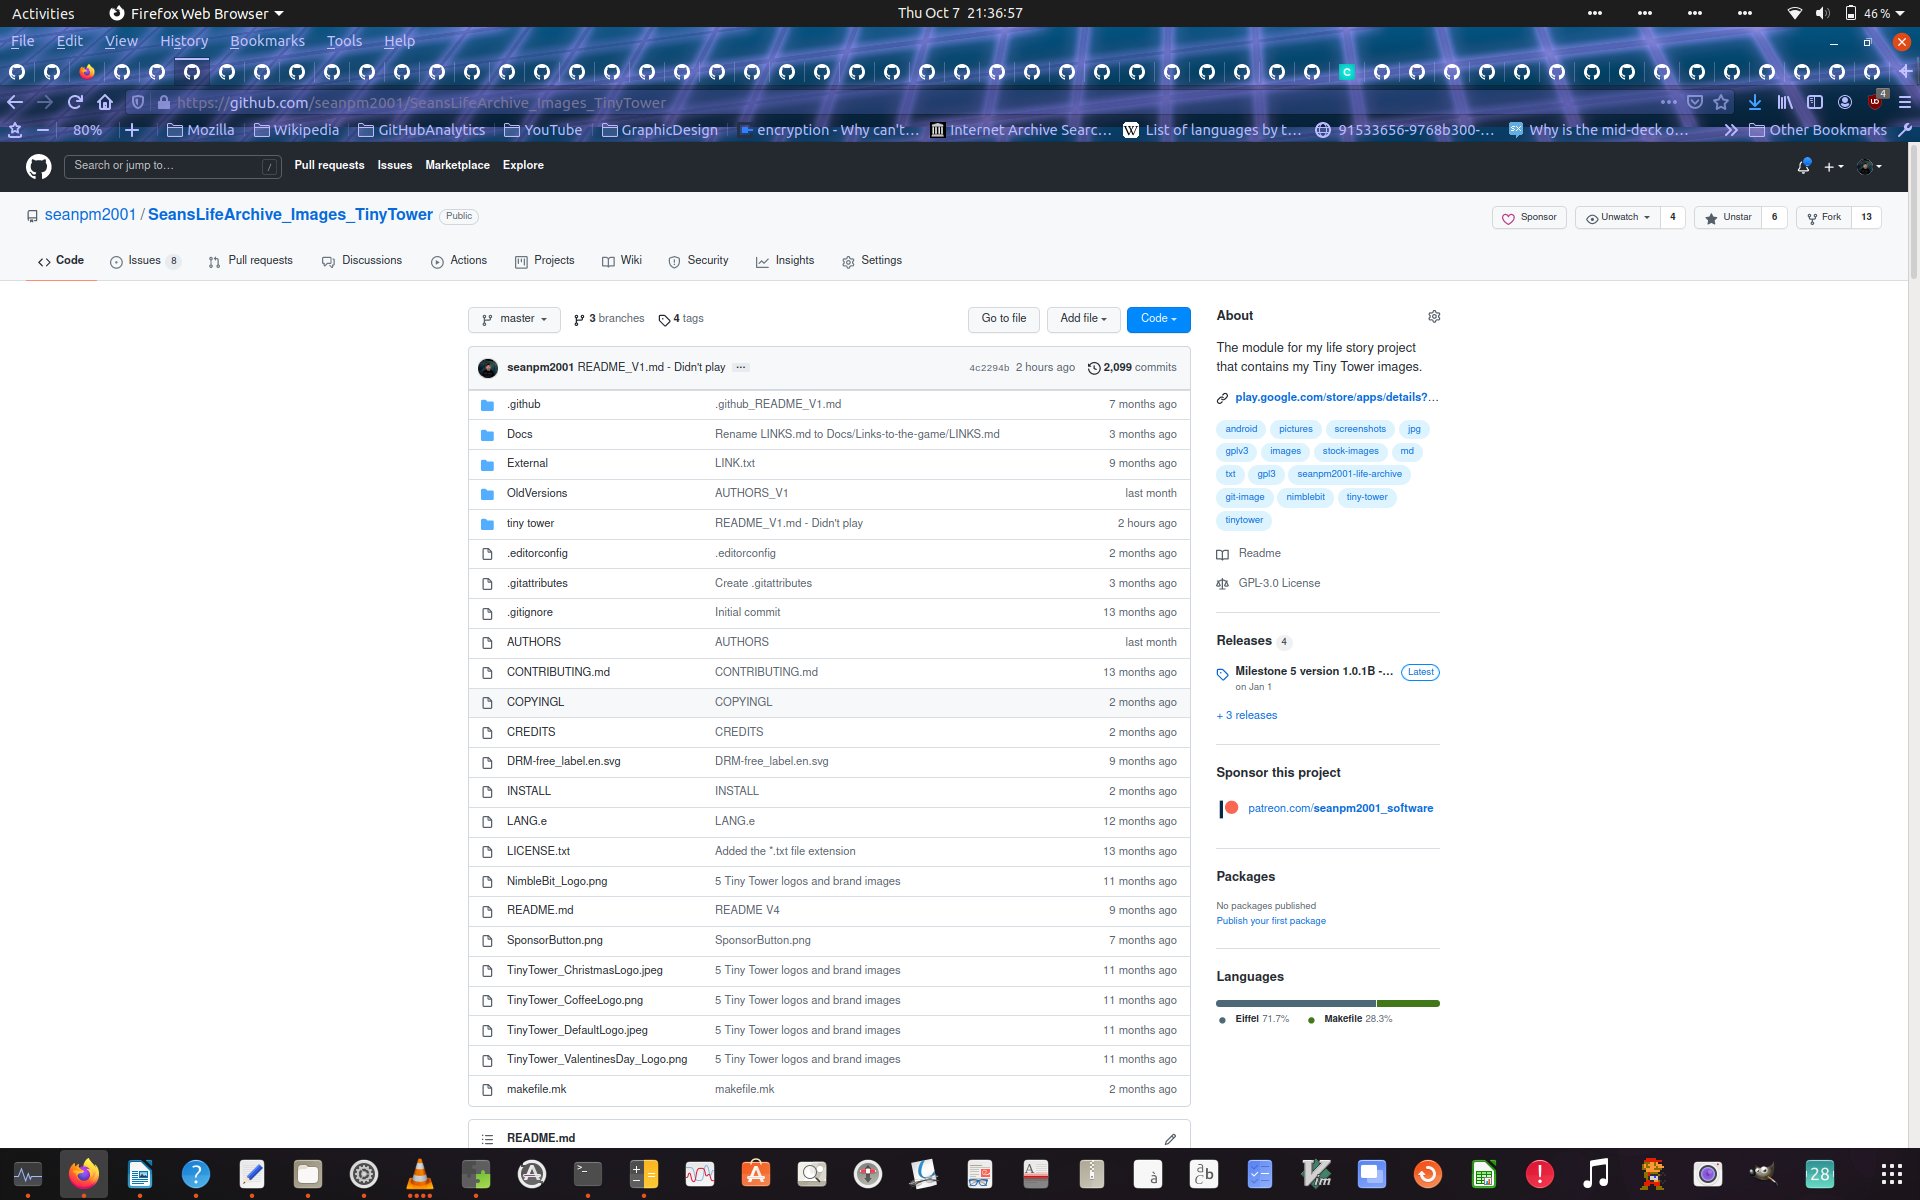 Activities Firefox Web Browser Thu Oct 7 21:36:57 46 %
File Edit View History Bookmarks Tools Help
https://github.com/seanpm2001/SeansLifeArchive_Images_TinyTower 4
80% Mozilla Wikipedia GitHubAnalytics YouTube GraphicDesign encryption - Why can't… Internet Archive Searc… List of languages by t… 91533656-9768b300-… Why is the mid-deck o… Other Bookmarks
Search or jump to… / Pull requests Issues Marketplace Explore
seanpm2001 / SeansLifeArchive_Images_TinyTower Public Sponsor Unwatch 4 Unstar 6 Fork 13
Code Issues 8 Pull requests Discussions Actions Projects Wiki Security Insights Settings
master 3 branches 4 tags Go to file Add file Code
seanpm2001 README_V1.md - Didn't play ... 4c2294b 2 hours ago 2,099 commits
.github .github_README_V1.md 7 months ago
Docs Rename LINKS.md to Docs/Links-to-the-game/LINKS.md 3 months ago
External LINK.txt 9 months ago
OldVersions AUTHORS_V1 last month
tiny tower README_V1.md - Didn't play 2 hours ago
.editorconfig .editorconfig 2 months ago
.gitattributes Create .gitattributes 3 months ago
.gitignore Initial commit 13 months ago
AUTHORS AUTHORS last month
CONTRIBUTING.md CONTRIBUTING.md 13 months ago
COPYINGL COPYINGL 2 months ago
CREDITS CREDITS 2 months ago
DRM-free_label.en.svg DRM-free_label.en.svg 9 months ago
INSTALL INSTALL 2 months ago
LANG.e LANG.e 12 months ago
LICENSE.txt Added the *.txt file extension 13 months ago
NimbleBit_Logo.png 5 Tiny Tower logos and brand images 11 months ago
README.md README V4 9 months ago
SponsorButton.png SponsorButton.png 7 months ago
TinyTower_ChristmasLogo.jpeg 5 Tiny Tower logos and brand images 11 months ago
TinyTower_CoffeeLogo.png 5 Tiny Tower logos and brand images 11 months ago
TinyTower_DefaultLogo.jpeg 5 Tiny Tower logos and brand images 11 months ago
TinyTower_ValentinesDay_Logo.png 5 Tiny Tower logos and brand images 11 months ago
makefile.mk makefile.mk 2 months ago
README.md
About
The module for my life story project
that contains my Tiny Tower images.
play.google.com/store/apps/details?…
android pictures screenshots jpg
gplv3 images stock-images md
txt gpl3 seanpm2001-life-archive
git-image nimblebit tiny-tower
tinytower
Readme
GPL-3.0 License
Releases 4
Milestone 5 version 1.0.1B -… Latest
on Jan 1
+ 3 releases
Sponsor this project
patreon.com/seanpm2001_software
Packages
No packages published
Publish your first package
Languages
Eiffel 71.7% Makefile 28.3%
28